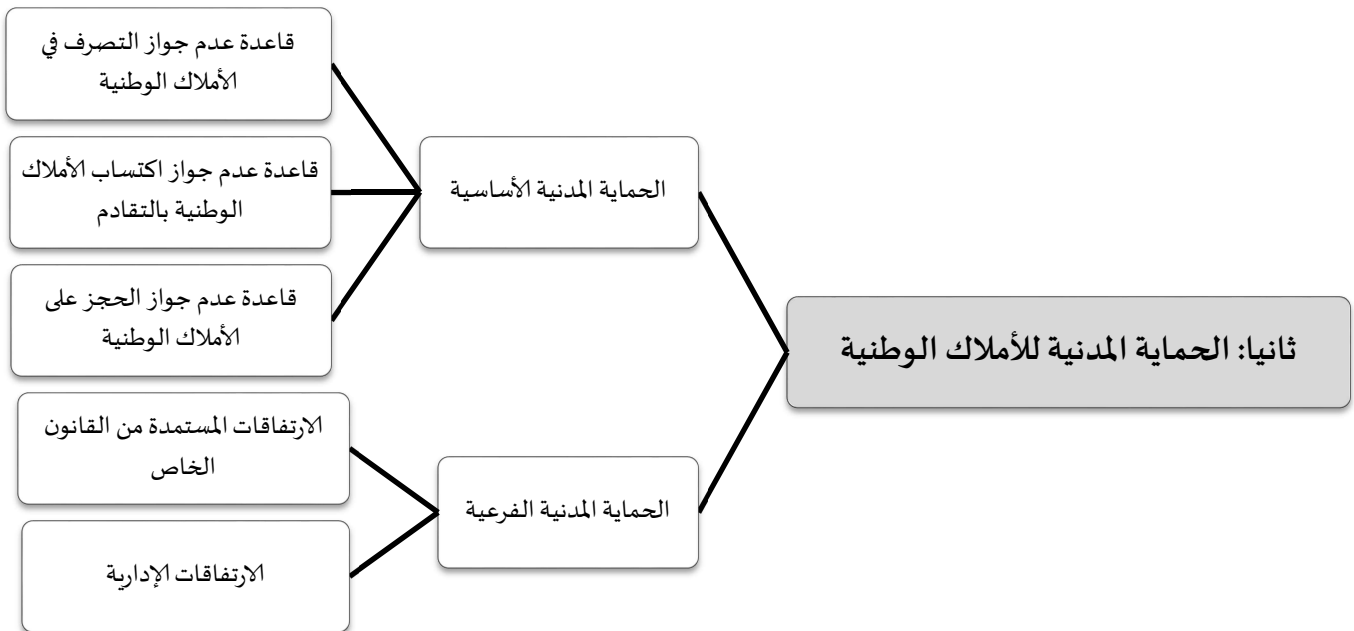 ثانيا: الحماية المدنية للأملاك الوطنية
الحماية المدنية الأساسية
قاعدة عدم جواز التصرف في
الأملاك الوطنية
قاعدة عدم جواز اكتساب الأملاك
الوطنية بالتقادم
قاعدة عدم جواز الحجز على
الأملاك الوطنية
الحماية المدنية الفرعية
الارتفاقات المستمدة من القانون
الخاص
الارتفاقات الإدارية